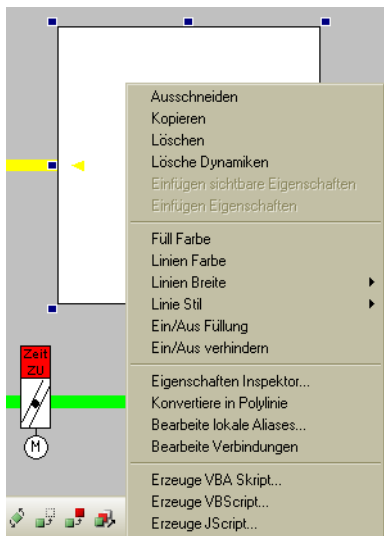 Ausschneiden
Kopieren
Löschen
Lösche Dynamiken
Einfügen sichtbare Eigenschaften
Einfügen Eigenschaften
Füll Farbe
Linien Farbe
Linien Breite
Linie Stil
Ein/Aus Füllung
Ein/Aus verhindern
Zeit
ZU
M
Eigenschaften Inspektor...
Konvertiere in Polylinie
Bearbeite lokale Aliases...
Bearbeite Verbindungen
Erzeuge VBA Skript...
Erzeuge VBScript...
Erzeuge JScript...